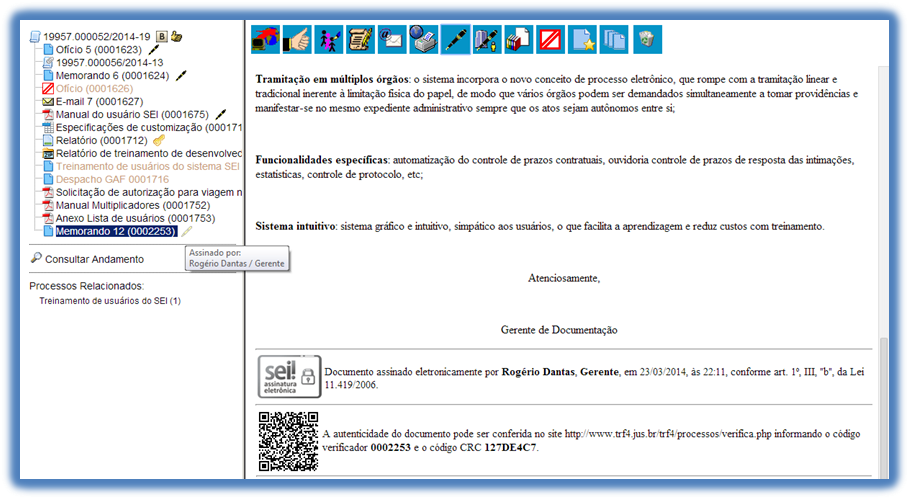 19957.000052/2014-19
Ofício 5 (0001623)
19957.000056/2014-13
Memorando 6 (0001624)
Ofício (0001626)
E-mail 7 (0001627)
Manual do usuário SEI (0001675)
Especificações de customização (000171
Relatório (0001712)
Relatório de treinamento de desenvolvec
Treinamento de usuários do sistema SEI
Despacho GAF 0001716
Solicitação de autorização para viagem n
Manual Multiplicadores (0001752)
Anexo Lista de usuários (0001753)
Memorando 12 (0002253)
Assinado por:
Rogério Dantas / Gerente
Consultar Andamento
Processos Relacionados:
Treinamento de usuários do SEI (1)
Tramitação em múltiplos órgãos: o sistema incorpora o novo conceito de processo eletrônico, que rompe com a tramitação linear e
tradicional inerente à limitação física do papel, de modo que vários órgãos podem ser demandados simultaneamente a tomar providências e
manifestar-se no mesmo expediente administrativo sempre que os atos sejam autônomos entre si;
Funcionalidades específicas: automatização do controle de prazos contratuais, ouvidoria controle de prazos de resposta das intimações,
estatísticas, controle de protocolo, etc;
Sistema intuitivo: sistema gráfico e intuitivo, simpático aos usuários, o que facilita a aprendizagem e reduz custos com treinamento.
Atenciosamente,
Gerente de Documentação
sei!
assinatura
eletrônica
Documento assinado eletronicamente por Rogério Dantas, Gerente, em 23/03/2014, às 22:11, conforme art. 1º, III, "b", da Lei
11.419/2006.
A autenticidade do documento pode ser conferida no site http://www.trf4.jus.br/trf4/processos/verifica.php informando o código
verificador 0002253 e o código CRC 127DE4C7.